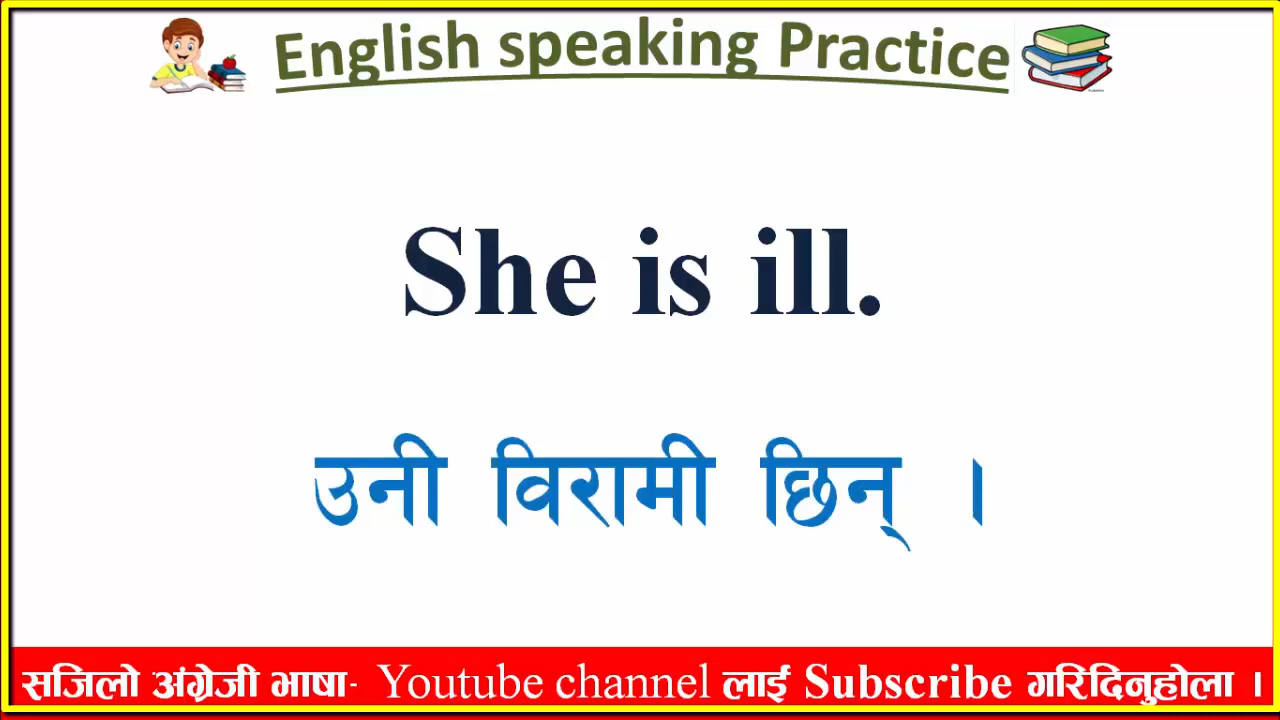 English speaking Practice
She is ill.
उनी विरामी छिन् ।
सजिलो अंग्रेजी भाषा- Youtube channel लाई Subscribe गरिदिनुहोला ।